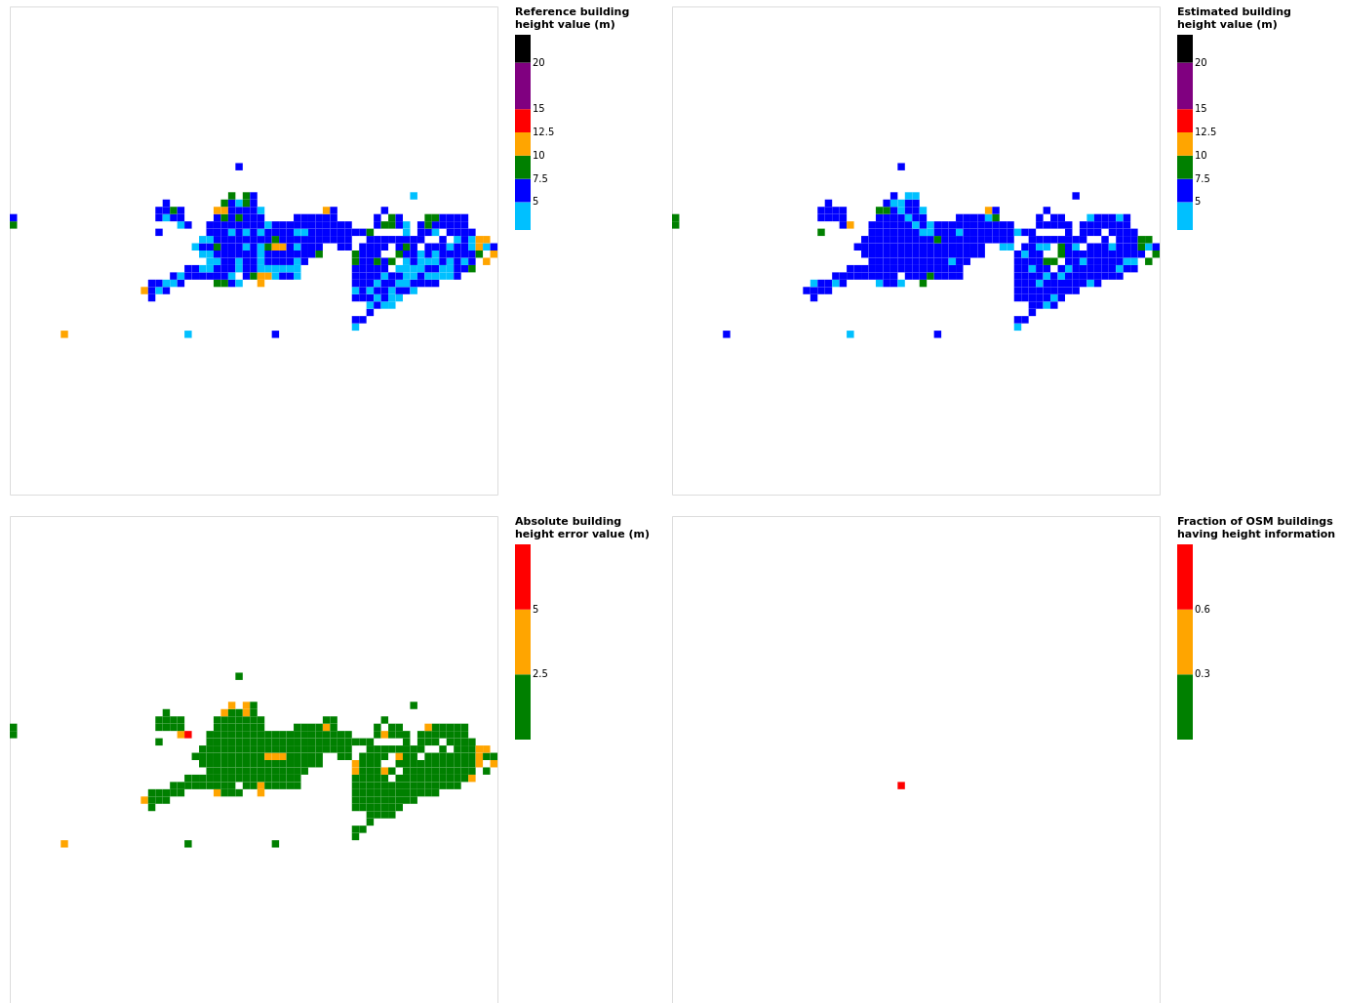 Reference building
height value (m)
20
15
12.5
10
7.5
5
Estimated building
height value (m)
20
15
12.5
10
7.5
5
Absolute building
height error value (m)
5
2.5
Fraction of OSM buildings
having height information
0.6
0.3